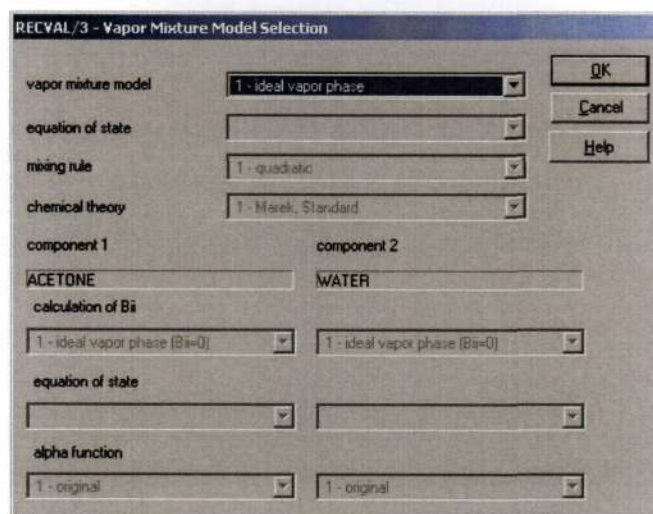 RECVAL/3 - Vapor Mixture Model Selection
vapor mixture model
1 - ideal vapor phase
OK
Cancel
Help
equation of state
mixing rule
1 - quadratic
chemical theory
1 - Marek, Standard
component 1
component 2
ACETONE
WATER
calculation of Bii
1 - ideal vapor phase (Bii=0)
1 - ideal vapor phase (Bii=0)
equation of state
alpha function
1 - original
1 - original